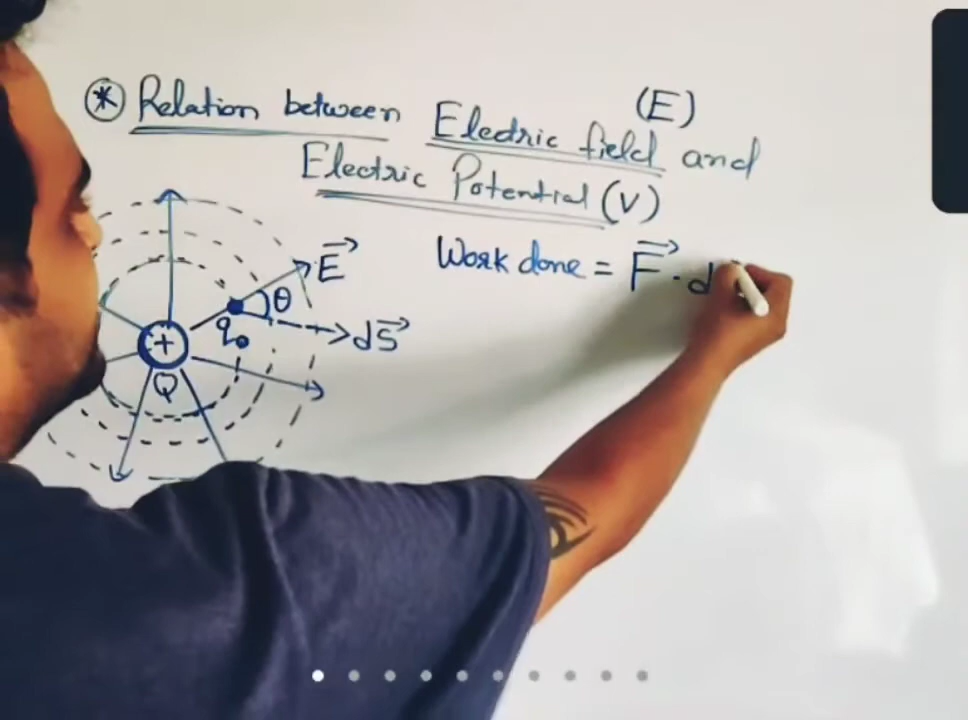 (*) Relation between Electric field (E) and
Electric Potential (V)
Work done = F⃗ . d
E⃗
θ
q₀
dS⃗
+
Q